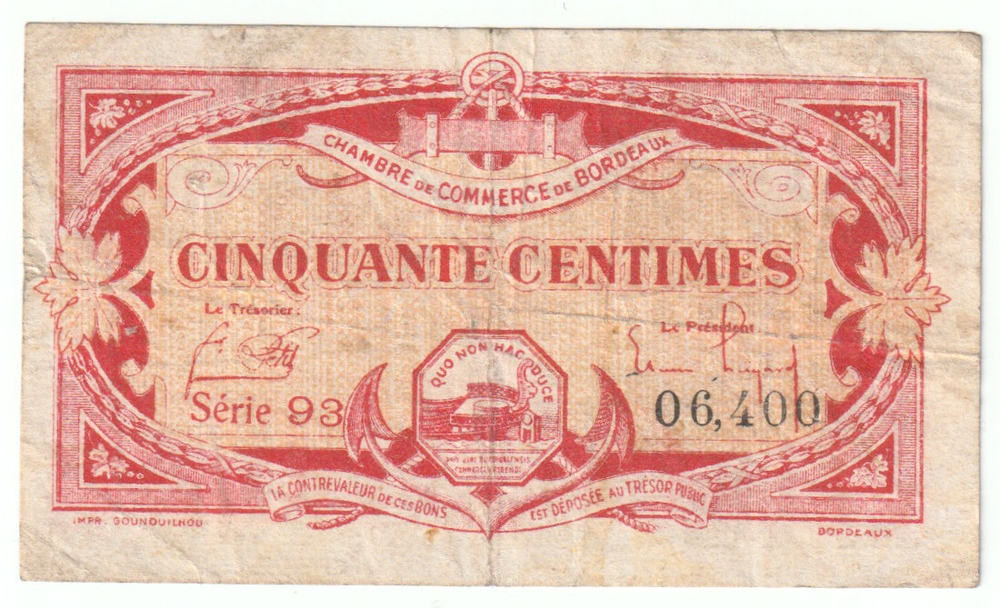 CHAMBRE DE COMMERCE DE BORDEAUX
CINQUANTE CENTIMES
Le Trésorier:
Le Président
Série 93
06,400
QUO NON HAC DUCE
LA CONTREVALEUR DE CES BONS
EST DÉPOSÉE AU TRÉSOR PUBLIC
IMPR. GOUNOUILHOU
BORDEAUX